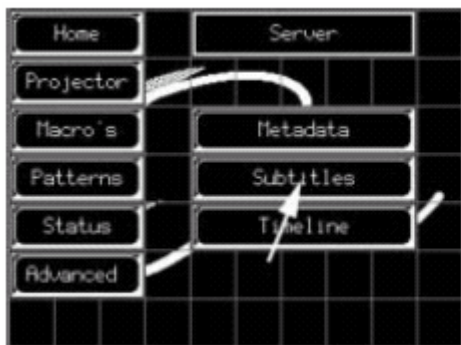 Home
Server
Projector
Macro's
Metadata
Patterns
Subtitles
Status
Timeline
Advanced